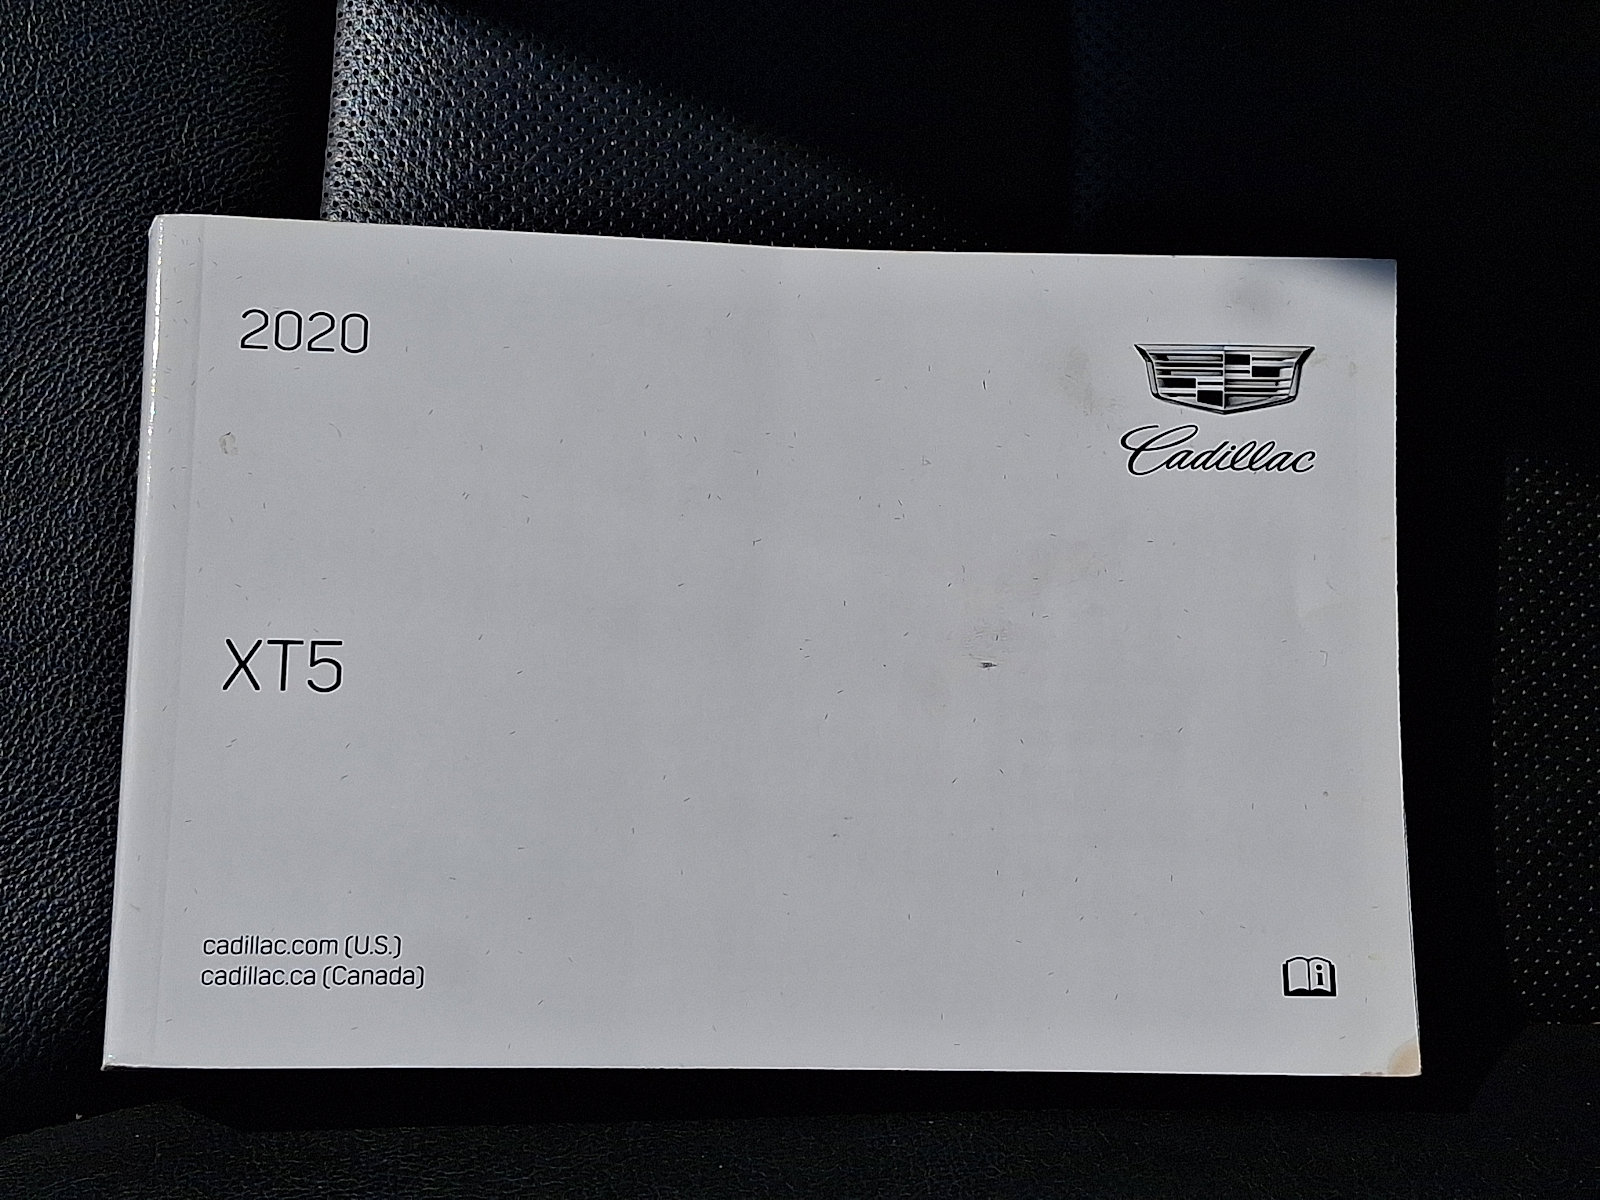 2020
Cadillac
XT5
cadillac.com (U.S.)
cadillac.ca (Canada)
i